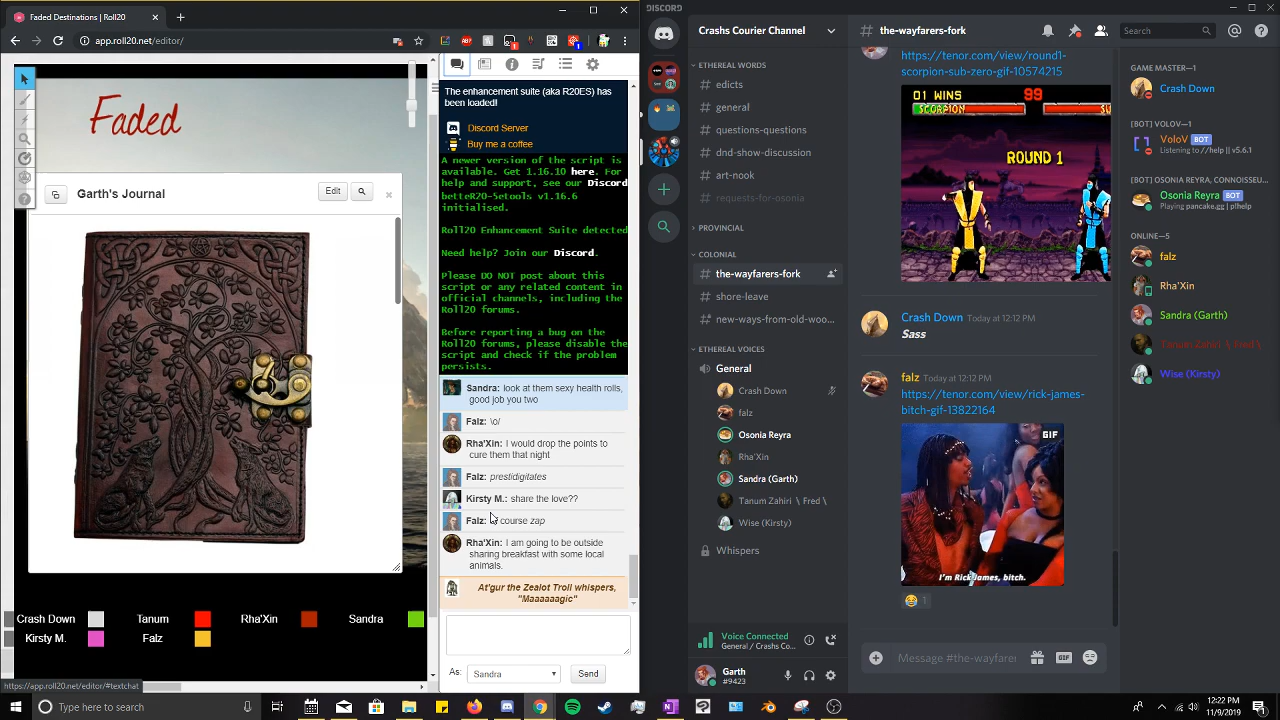 Faded Of Rested Destinati
app.roll20.net/editor/
Faded
Garth's Journal
Edit
Crash Down
Tanum
Rha'Xin
Sandra
Kirsty M.
Falz
https://app.roll20.net/editor/#textchat
The enhancement suite (aka R20ES) has
been loaded!
Discord Server
Buy me a coffee
A newer version of the script is
available. Get 1.16.10 here. For
help and support, see our Discord
betteR20-5etools v1.16.6
initialised.
Roll20 Enhancement Suite detected
Need help? Join our Discord.
Please DO NOT post about this
script or any related content in
official channels, including the
Roll20 forums.
Before reporting a bug on the
Roll20 forums, please disable the
script and check if the problem
persists.
Sandra: look at them sexy health rolls,
good job you two
Falz: \o/
Rha'Xin: I would drop the points to
cure them that night
Falz: prestidigitates
Kirsty M.: share the love??
Falz: course zap
Rha'Xin: I am going to be outside
sharing breakfast with some local
animals.
At'gur the Zealot Troll whispers,
"Maaaaaagic"
As:
Sandra
Send
DISCORD
Crashs Courier Channel
ETHEREAL WORDS
# edicts
# general
# questions-questions
# dnd-show-discussion
# art-nook
# requests-for-osonia
PROVINCIAL
COLONIAL
# the-wayfarers-fork
# shore-leave
# new-ways-from-old-woo...
ETHEREAL VOICES
General
Crash Down
falz
Osonia Reyra
Rha'Xin
Sandra (Garth)
Tanum Zahiri \ Fred \
Wise (Kirsty)
Whispers
Voice Connected
General / Crashs Co...
Garth
#9423
# the-wayfarers-fork
Search
https://tenor.com/view/round1-
scorpion-sub-zero-gif-10574215
01 WINS
99
SCORPION
SU
ROUND 1
Crash Down Today at 12:12 PM
Sass
falz Today at 12:12 PM
https://tenor.com/view/rick-james-
bitch-gif-13822164
GIF
I'm Rick James, bitch.
1
Message #the-wayfarer
GIF
GAME MASTER—1
Crash Down
[BOT] VOLOV—1
VoloV BOT
Listening to //help || v5.6.1
[BOT] OSONIA REYRA, CONNOISSEU...
Osonia Reyra BOT
Playing pancake.gg | p!help
ONLINE—5
falz
Rha'Xin
Sandra (Garth)
Tanum Zahiri \ Fred \
Wise (Kirsty)
Type here to search
12:22 PM
11/9/2019